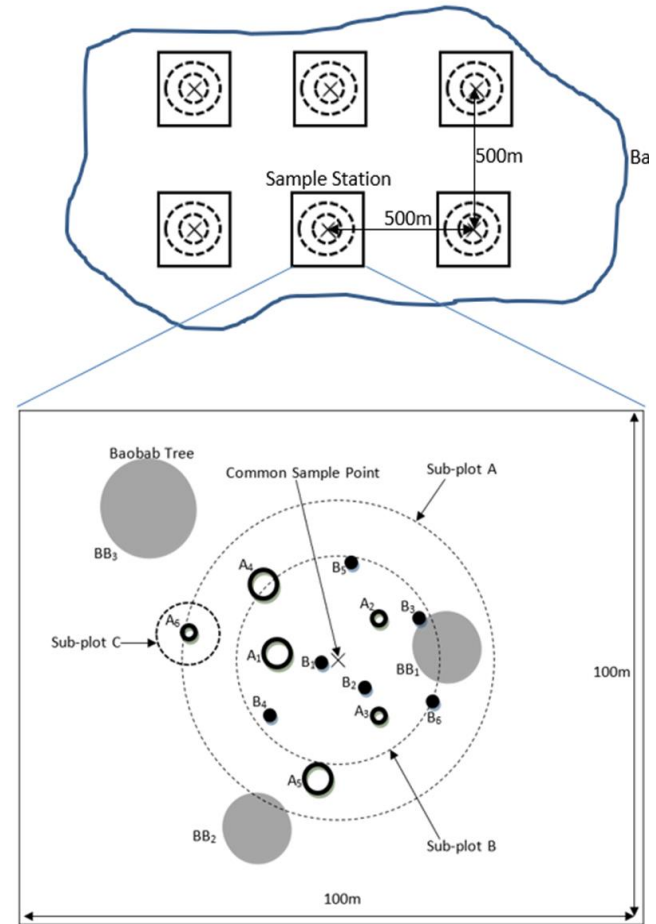 500m
Ba
Sample Station
500m
Baobab Tree
Common Sample Point
Sub-plot A
BB₃
A₄
B₅
A₂
B₃
A₆
Sub-plot C
A₁
B₁
BB₁
100m
B₂
B₄
A₃
B₆
A₅
BB₂
Sub-plot B
100m